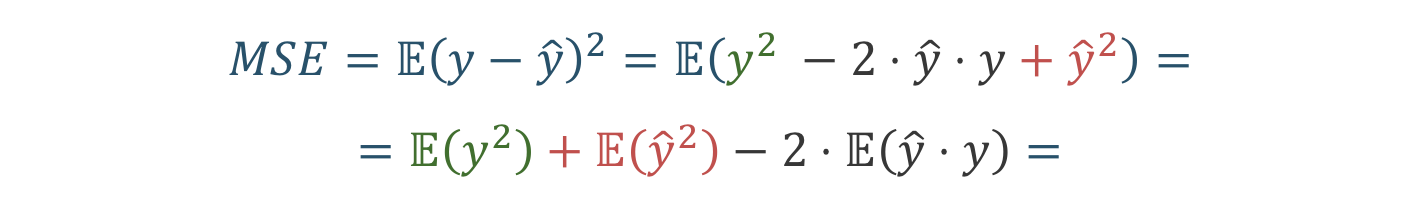 MSE = 𝔼(y − ŷ)² = 𝔼(y² − 2 · ŷ · y + ŷ²) =
= 𝔼(y²) + 𝔼(ŷ²) − 2 · 𝔼(ŷ · y) =